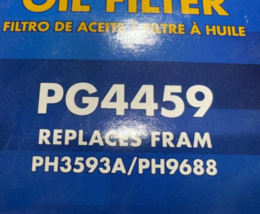 OIL FILTER
FILTRO DE ACEITE/FILTRE À HUILE
PG4459
REPLACES FRAM
PH3593A/PH9688